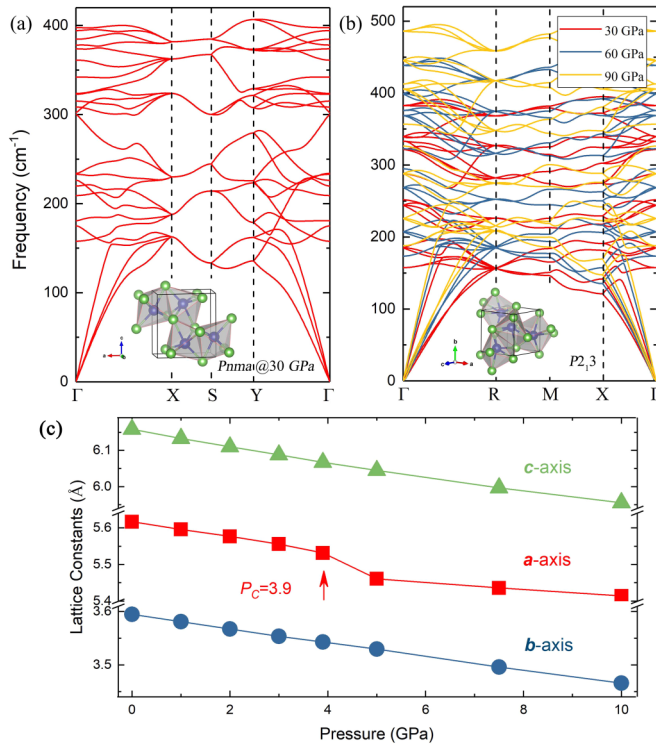 (a)
400
300
200
100
0
Frequency (cm⁻¹)
Pnma@30 GPa
c
a
Γ X S Y Γ
(b)
500
400
300
200
150
100
50
0
30 GPa
60 GPa
90 GPa
P2₁3
b
c
a
Γ R M X Γ
(c)
6.1
6.0
5.6
5.5
5.4
3.6
3.5
Lattice Constants (Å)
c-axis
a-axis
P_C=3.9
b-axis
0 2 4 6 8 10
Pressure (GPa)